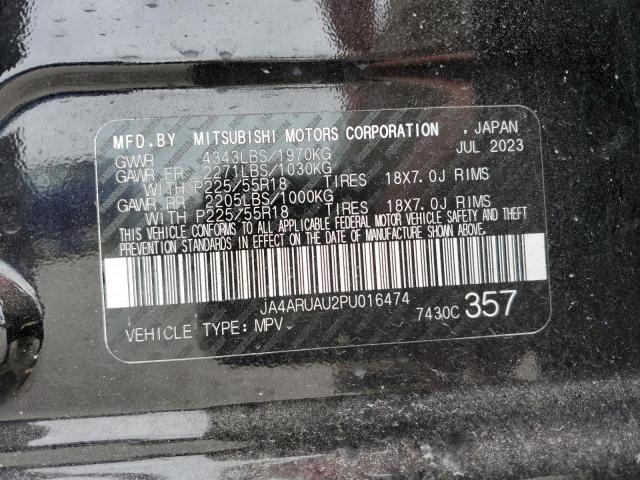 MFD.BY MITSUBISHI MOTORS CORPORATION , JAPAN
JUL 2023
GVWR 4343LBS/1970KG
GAWR FR 2271LBS/1030KG
WITH P225/55R18 TIRES 18X7.0J RIMS
GAWR RR 2205LBS/1000KG
WITH P225/55R18 TIRES 18X7.0J RIMS
THIS VEHICLE CONFORMS TO ALL APPLICABLE FEDERAL MOTOR VEHICLE SAFETY AND THEFT
PREVENTION STANDARDS IN EFFECT ON THE DATE OF MANUFACTURE SHOWN ABOVE.
JA4ARUAU2PU016474
VEHICLE TYPE: MPV 7430C 357